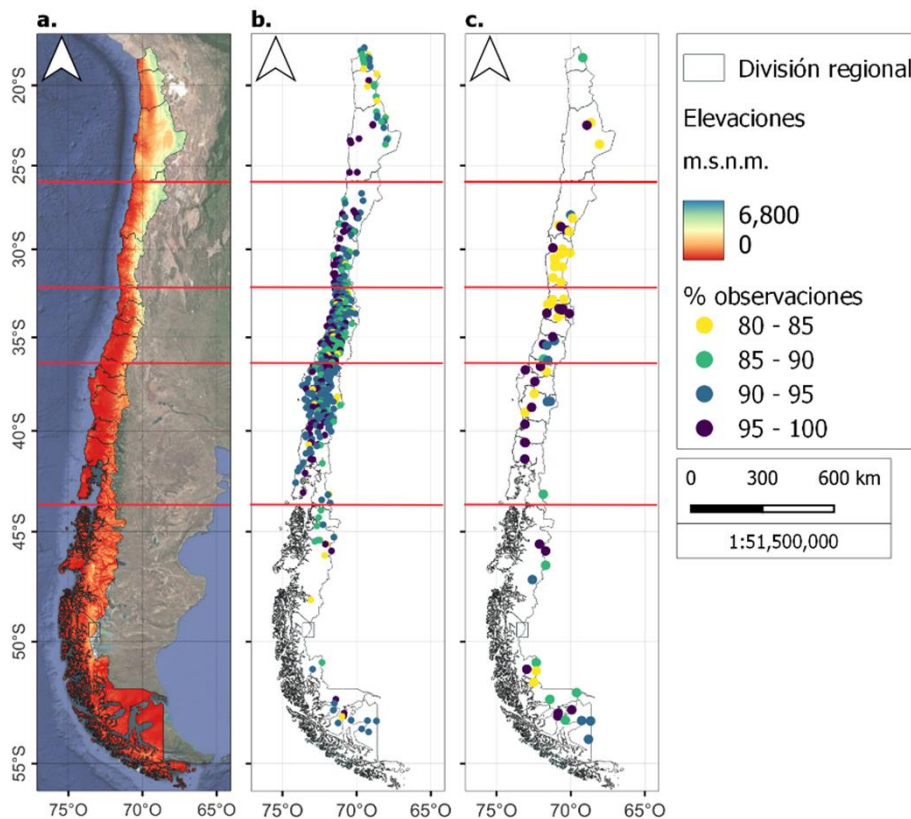 a.
b.
c.
20°S
25°S
30°S
35°S
40°S
45°S
50°S
55°S
75°O
70°O
65°O
75°O
70°O
65°O
75°O
70°O
65°O
División regional
Elevaciones
m.s.n.m.
6,800
0
% observaciones
80 - 85
85 - 90
90 - 95
95 - 100
0 300 600 km
1:51,500,000